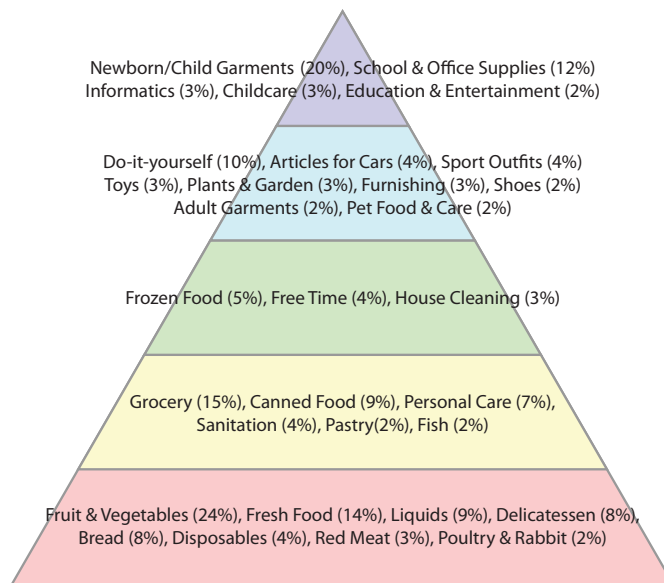 Newborn/Child Garments (20%), School & Office Supplies (12%)
Informatics (3%), Childcare (3%), Education & Entertainment (2%)
Do-it-yourself (10%), Articles for Cars (4%), Sport Outfits (4%)
Toys (3%), Plants & Garden (3%), Furnishing (3%), Shoes (2%)
Adult Garments (2%), Pet Food & Care (2%)
Frozen Food (5%), Free Time (4%), House Cleaning (3%)
Grocery (15%), Canned Food (9%), Personal Care (7%),
Sanitation (4%), Pastry(2%), Fish (2%)
Fruit & Vegetables (24%), Fresh Food (14%), Liquids (9%), Delicatessen (8%),
Bread (8%), Disposables (4%), Red Meat (3%), Poultry & Rabbit (2%)